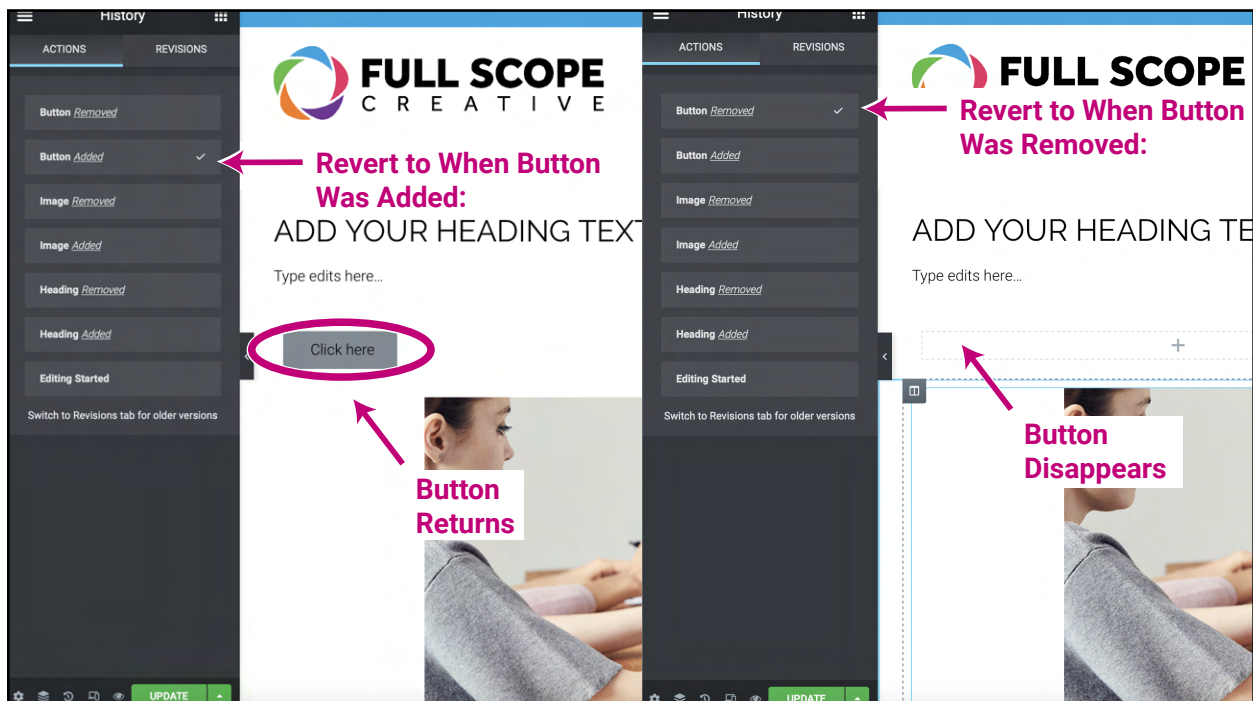 History
ACTIONS REVISIONS
Button Removed
Button Added
Image Removed
Image Added
Heading Removed
Heading Added
Editing Started
Switch to Revisions tab for older versions
UPDATE
FULL SCOPE
CREATIVE
Revert to When Button
Was Added:
ADD YOUR HEADING TEXT
Type edits here...
Click here
Button
Returns
History
ACTIONS REVISIONS
Button Removed
Button Added
Image Removed
Image Added
Heading Removed
Heading Added
Editing Started
Switch to Revisions tab for older versions
UPDATE
FULL SCOPE
Revert to When Button
Was Removed:
ADD YOUR HEADING TE
Type edits here...
Button
Disappears